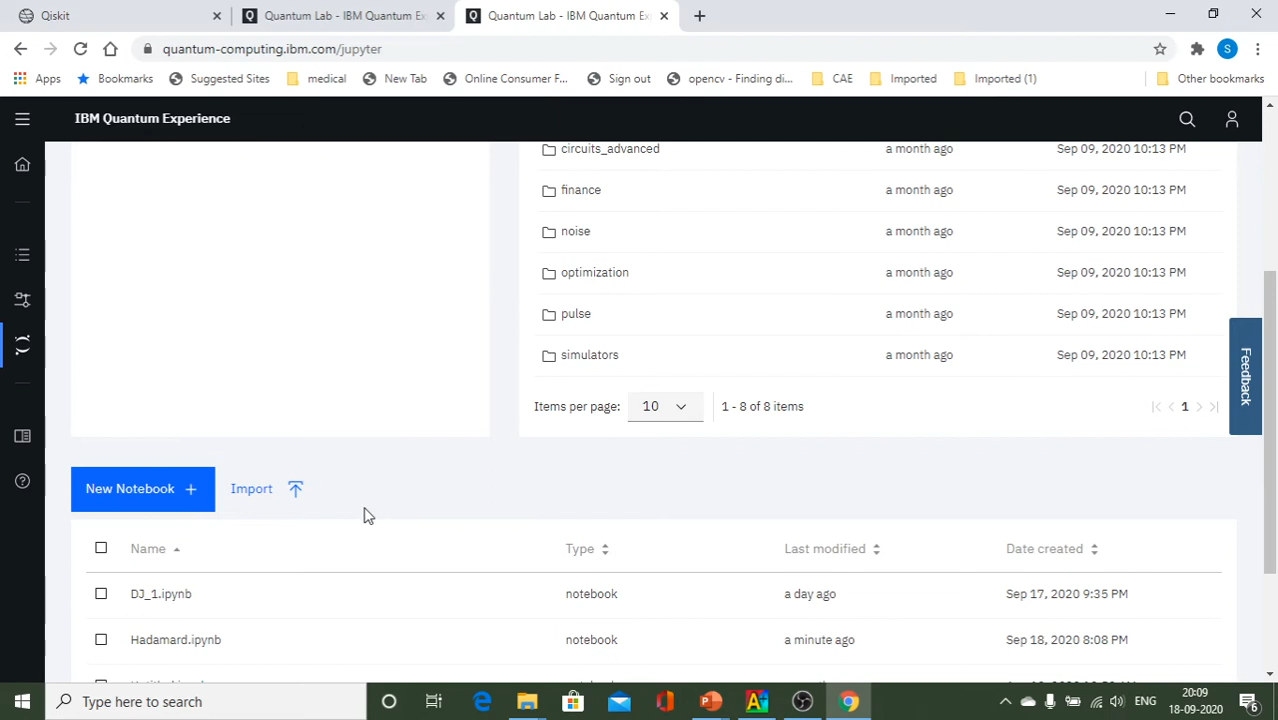 Qiskit
Quantum Lab - IBM Quantum Ex
Quantum Lab - IBM Quantum Ex
quantum-computing.ibm.com/jupyter
S
Apps
Bookmarks
Suggested Sites
medical
New Tab
Online Consumer F...
Sign out
opencv - Finding di...
CAE
Imported
Imported (1)
Other bookmarks
IBM Quantum Experience
circuits_advanced a month ago Sep 09, 2020 10:13 PM
finance a month ago Sep 09, 2020 10:13 PM
noise a month ago Sep 09, 2020 10:13 PM
optimization a month ago Sep 09, 2020 10:13 PM
pulse a month ago Sep 09, 2020 10:13 PM
simulators a month ago Sep 09, 2020 10:13 PM
Items per page: 10 1 - 8 of 8 items 1
Feedback
New Notebook + Import
Name Type Last modified Date created
DJ_1.ipynb notebook a day ago Sep 17, 2020 9:35 PM
Hadamard.ipynb notebook a minute ago Sep 18, 2020 8:08 PM
Type here to search
ENG
20:09
18-09-2020
6